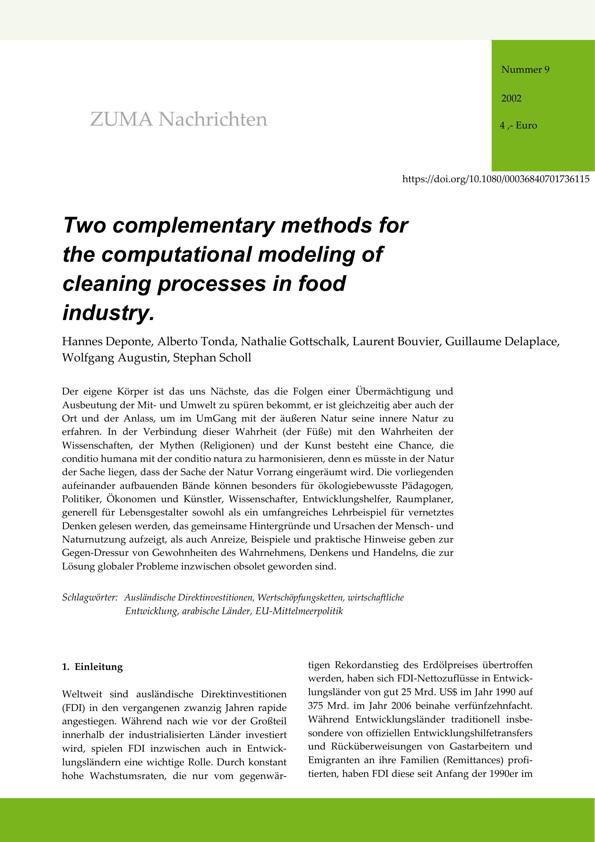 Nummer 9
2002
4 ,- Euro
ZUMA Nachrichten
https://doi.org/10.1080/00036840701736115
Two complementary methods for
the computational modeling of
cleaning processes in food
industry.
Hannes Deponte, Alberto Tonda, Nathalie Gottschalk, Laurent Bouvier, Guillaume Delaplace,
Wolfgang Augustin, Stephan Scholl
Der eigene Körper ist das uns Nächste, das die Folgen einer Übermächtigung und
Ausbeutung der Mit- und Umwelt zu spüren bekommt, er ist gleichzeitig aber auch der
Ort und der Anlass, um im UmGang mit der äußeren Natur seine innere Natur zu
erfahren. In der Verbindung dieser Wahrheit (der Füße) mit den Wahrheiten der
Wissenschaften, der Mythen (Religionen) und der Kunst besteht eine Chance, die
conditio humana mit der conditio natura zu harmonisieren, denn es müsste in der Natur
der Sache liegen, dass der Sache der Natur Vorrang eingeräumt wird. Die vorliegenden
aufeinander aufbauenden Bände können besonders für ökologiebewusste Pädagogen,
Politiker, Ökonomen und Künstler, Wissenschafter, Entwicklungshelfer, Raumplaner,
generell für Lebensgestalter sowohl als ein umfangreiches Lehrbeispiel für vernetztes
Denken gelesen werden, das gemeinsame Hintergründe und Ursachen der Mensch- und
Naturnutzung aufzeigt, als auch Anreize, Beispiele und praktische Hinweise geben zur
Gegen-Dressur von Gewohnheiten des Wahrnehmens, Denkens und Handelns, die zur
Lösung globaler Probleme inzwischen obsolet geworden sind.
Schlagwörter: Ausländische Direktinvestitionen, Wertschöpfungsketten, wirtschaftliche
Entwicklung, arabische Länder, EU-Mittelmeerpolitik
1. Einleitung
Weltweit sind ausländische Direktinvestitionen
(FDI) in den vergangenen zwanzig Jahren rapide
angestiegen. Während nach wie vor der Großteil
innerhalb der industrialisierten Länder investiert
wird, spielen FDI inzwischen auch in Entwick-
lungsländern eine wichtige Rolle. Durch konstant
hohe Wachstumsraten, die nur vom gegenwär-
tigen Rekordanstieg des Erdölpreises übertroffen
werden, haben sich FDI-Nettozuflüsse in Entwick-
lungsländer von gut 25 Mrd. US$ im Jahr 1990 auf
375 Mrd. im Jahr 2006 beinahe verfünfzehnfacht.
Während Entwicklungsländer traditionell insbe-
sondere von offiziellen Entwicklungshilfetransfers
und Rücküberweisungen von Gastarbeitern und
Emigranten an ihre Familien (Remittances) profi-
tierten, haben FDI diese seit Anfang der 1990er im